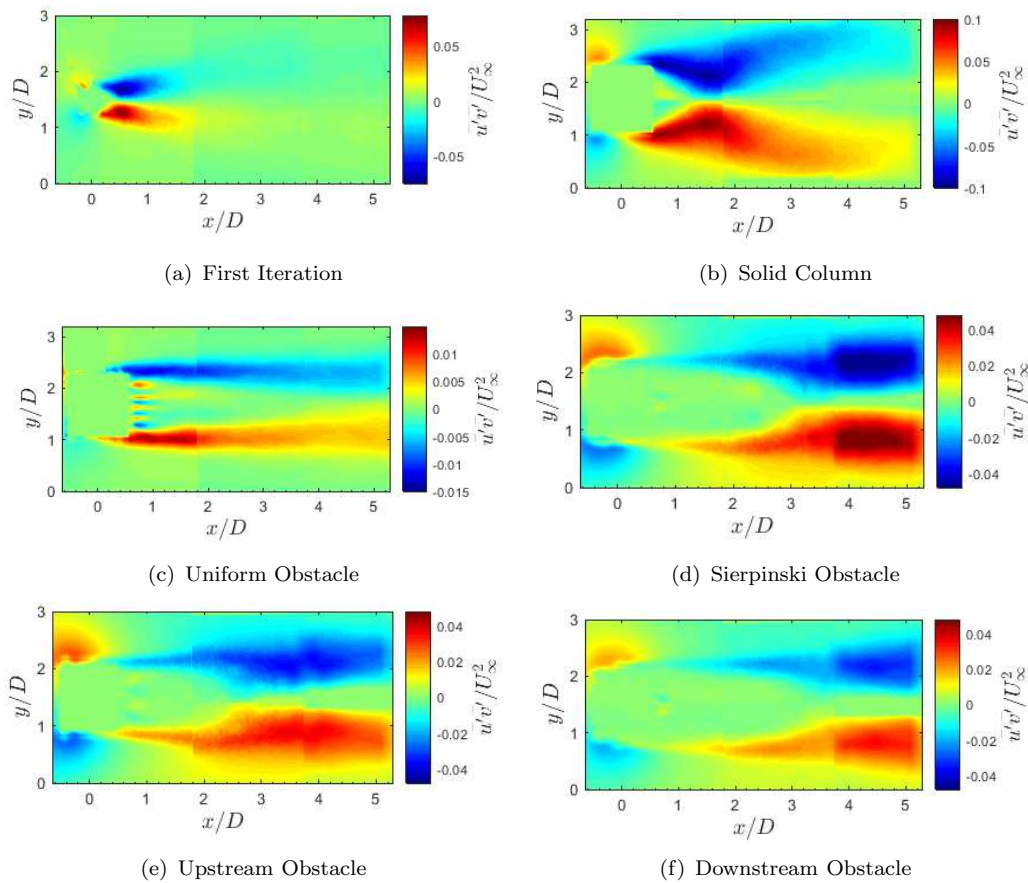 3
2
1
0
y/D
0 1 2 3 4 5
x/D
0.05
0
-0.05
u'v'/U²∞
(a) First Iteration
3
2
1
0
y/D
0 1 2 3 4 5
x/D
0.1
0.05
0
-0.05
-0.1
u'v'/U²∞
(b) Solid Column
3
2
1
0
y/D
0 1 2 3 4 5
x/D
0.01
0.005
0
-0.005
-0.01
-0.015
u'v'/U²∞
(c) Uniform Obstacle
3
2
1
0
y/D
0 1 2 3 4 5
x/D
0.04
0.02
0
-0.02
-0.04
u'v'/U²∞
(d) Sierpinski Obstacle
3
2
1
0
y/D
0 1 2 3 4 5
x/D
0.04
0.02
0
-0.02
-0.04
u'v'/U²∞
(e) Upstream Obstacle
3
2
1
0
y/D
0 1 2 3 4 5
x/D
0.04
0.02
0
-0.02
-0.04
u'v'/U²∞
(f) Downstream Obstacle